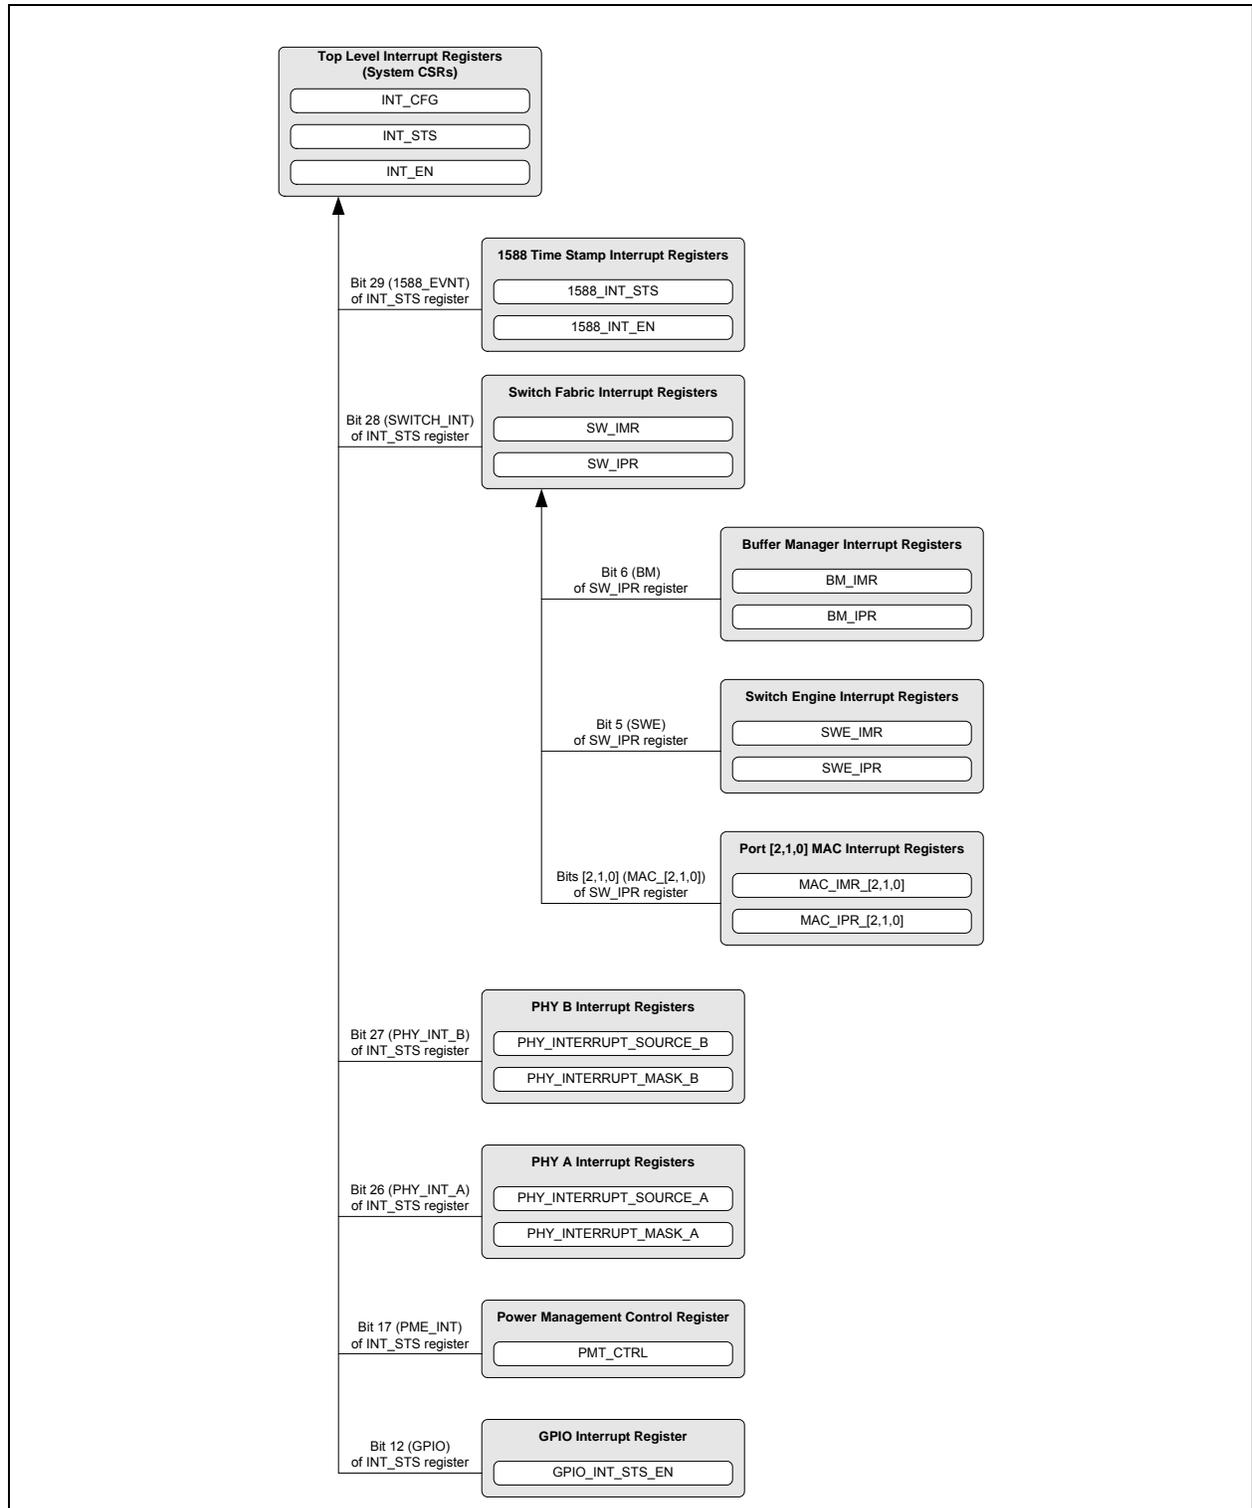 Top Level Interrupt Registers
(System CSRs)
INT_CFG
INT_STS
INT_EN
Bit 29 (1588_EVNT)
of INT_STS register
1588 Time Stamp Interrupt Registers
1588_INT_STS
1588_INT_EN
Bit 28 (SWITCH_INT)
of INT_STS register
Switch Fabric Interrupt Registers
SW_IMR
SW_IPR
Bit 6 (BM)
of SW_IPR register
Buffer Manager Interrupt Registers
BM_IMR
BM_IPR
Bit 5 (SWE)
of SW_IPR register
Switch Engine Interrupt Registers
SWE_IMR
SWE_IPR
Bits [2,1,0] (MAC_[2,1,0])
of SW_IPR register
Port [2,1,0] MAC Interrupt Registers
MAC_IMR_[2,1,0]
MAC_IPR_[2,1,0]
Bit 27 (PHY_INT_B)
of INT_STS register
PHY B Interrupt Registers
PHY_INTERRUPT_SOURCE_B
PHY_INTERRUPT_MASK_B
Bit 26 (PHY_INT_A)
of INT_STS register
PHY A Interrupt Registers
PHY_INTERRUPT_SOURCE_A
PHY_INTERRUPT_MASK_A
Bit 17 (PME_INT)
of INT_STS register
Power Management Control Register
PMT_CTRL
Bit 12 (GPIO)
of INT_STS register
GPIO Interrupt Register
GPIO_INT_STS_EN